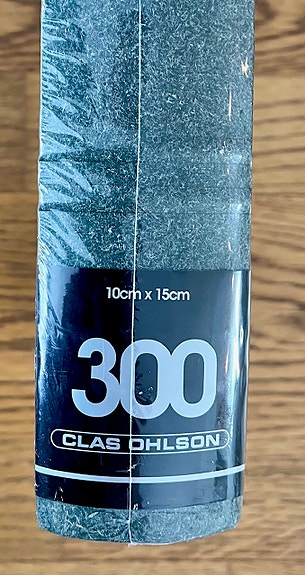 10cm x 15cm
300
CLAS OHLSON